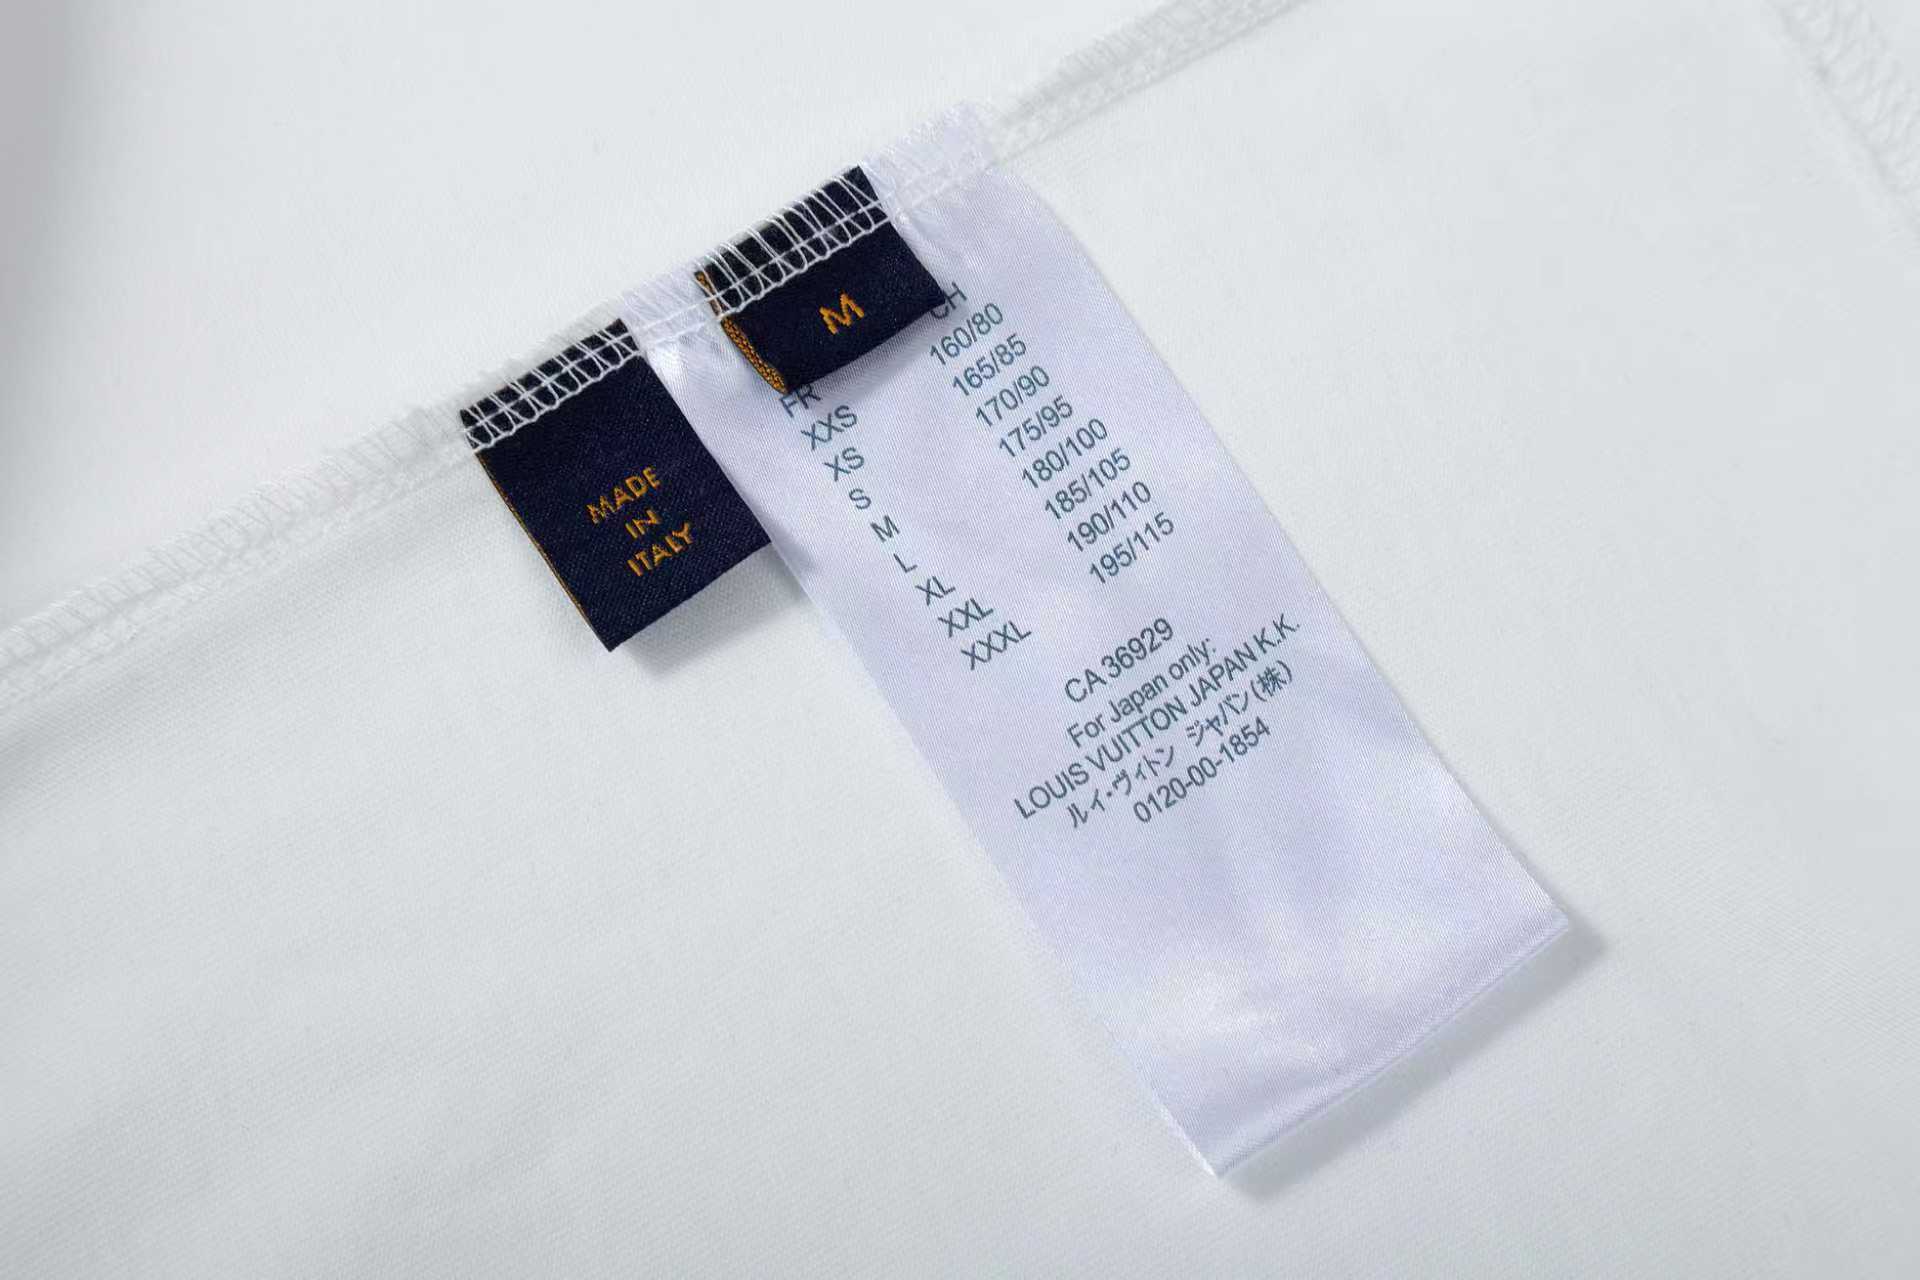 MADE
IN
ITALY
M
FR CH
XXS 160/80
XS 165/85
S 170/90
M 175/95
L 180/100
XL 185/105
XXL 190/110
XXXL 195/115
CA 36929
For Japan only:
LOUIS VUITTON JAPAN K.K.
ルイ・ヴィトン ジャパン(株)
0120-00-1854